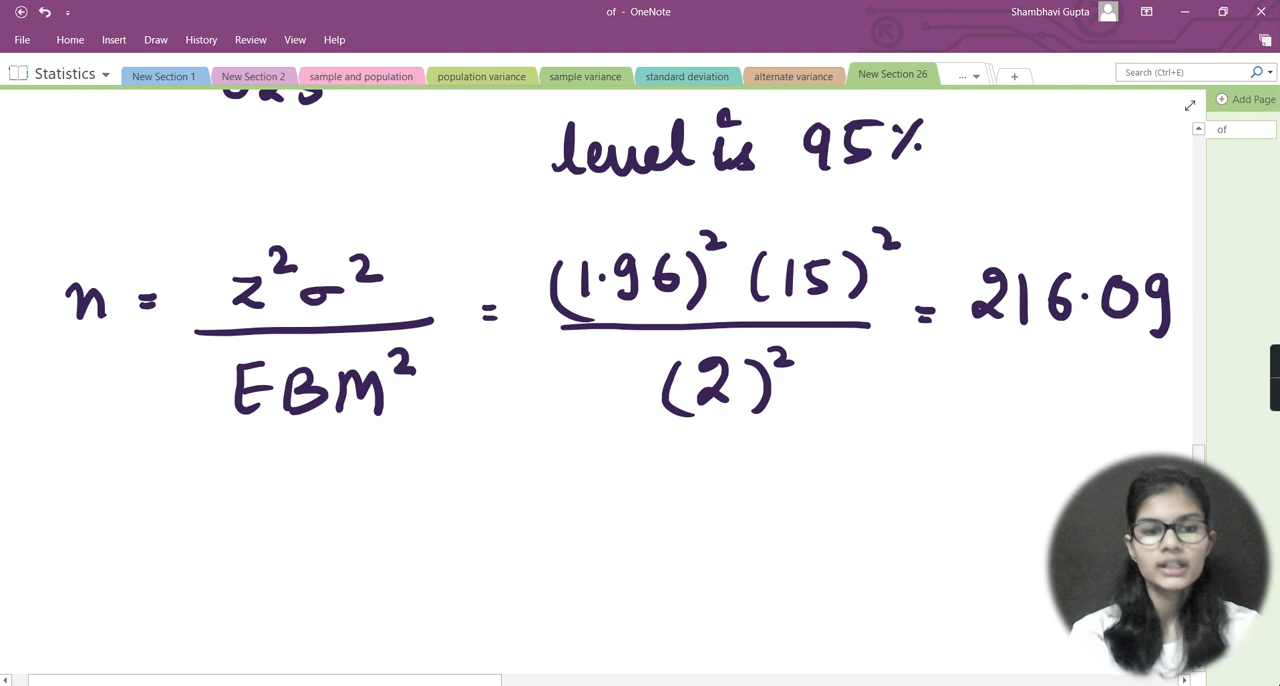 of - OneNote
Shambhavi Gupta
File Home Insert Draw History Review View Help
Statistics New Section 1 New Section 2 sample and population population variance sample variance standard deviation alternate variance New Section 26 ... + Search (Ctrl+E)
Add Page
of
level is 95%
n = z²σ² / EBM² = (1.96)² (15)² / (2)² = 216.09